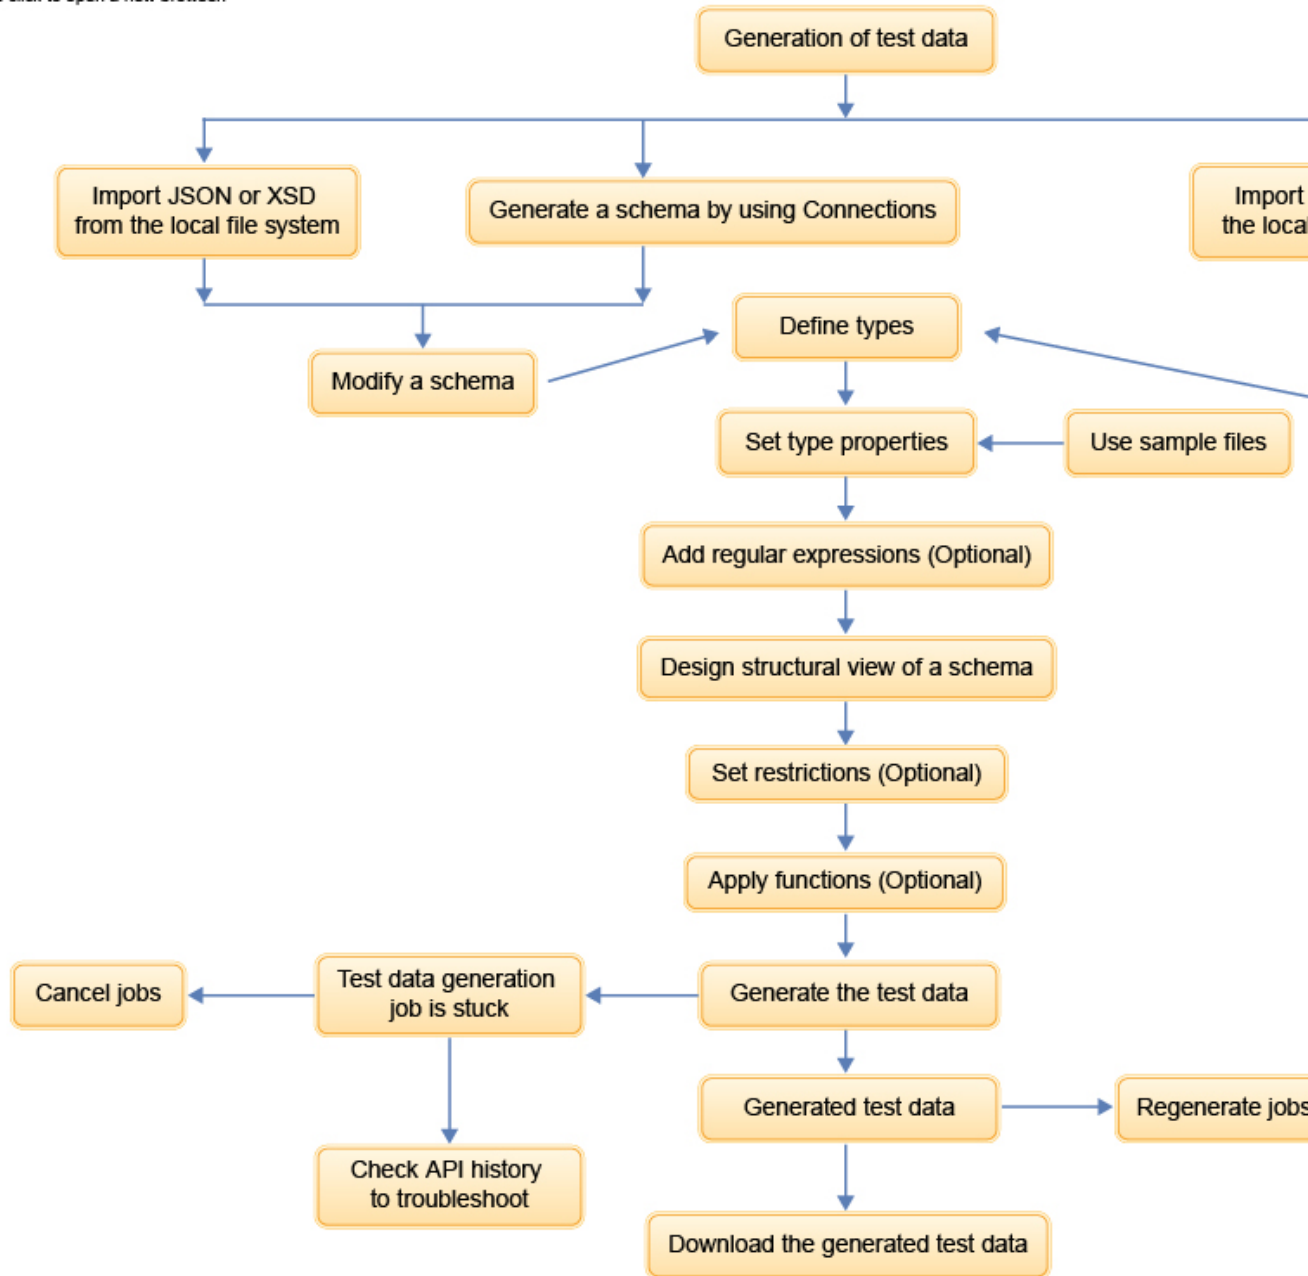 Generation of test data
Import JSON or XSD
from the local file system
Generate a schema by using Connections
Import
the local
Define types
Modify a schema
Set type properties
Use sample files
Add regular expressions (Optional)
Design structural view of a schema
Set restrictions (Optional)
Apply functions (Optional)
Cancel jobs
Test data generation
job is stuck
Generate the test data
Generated test data
Regenerate jobs
Check API history
to troubleshoot
Download the generated test data